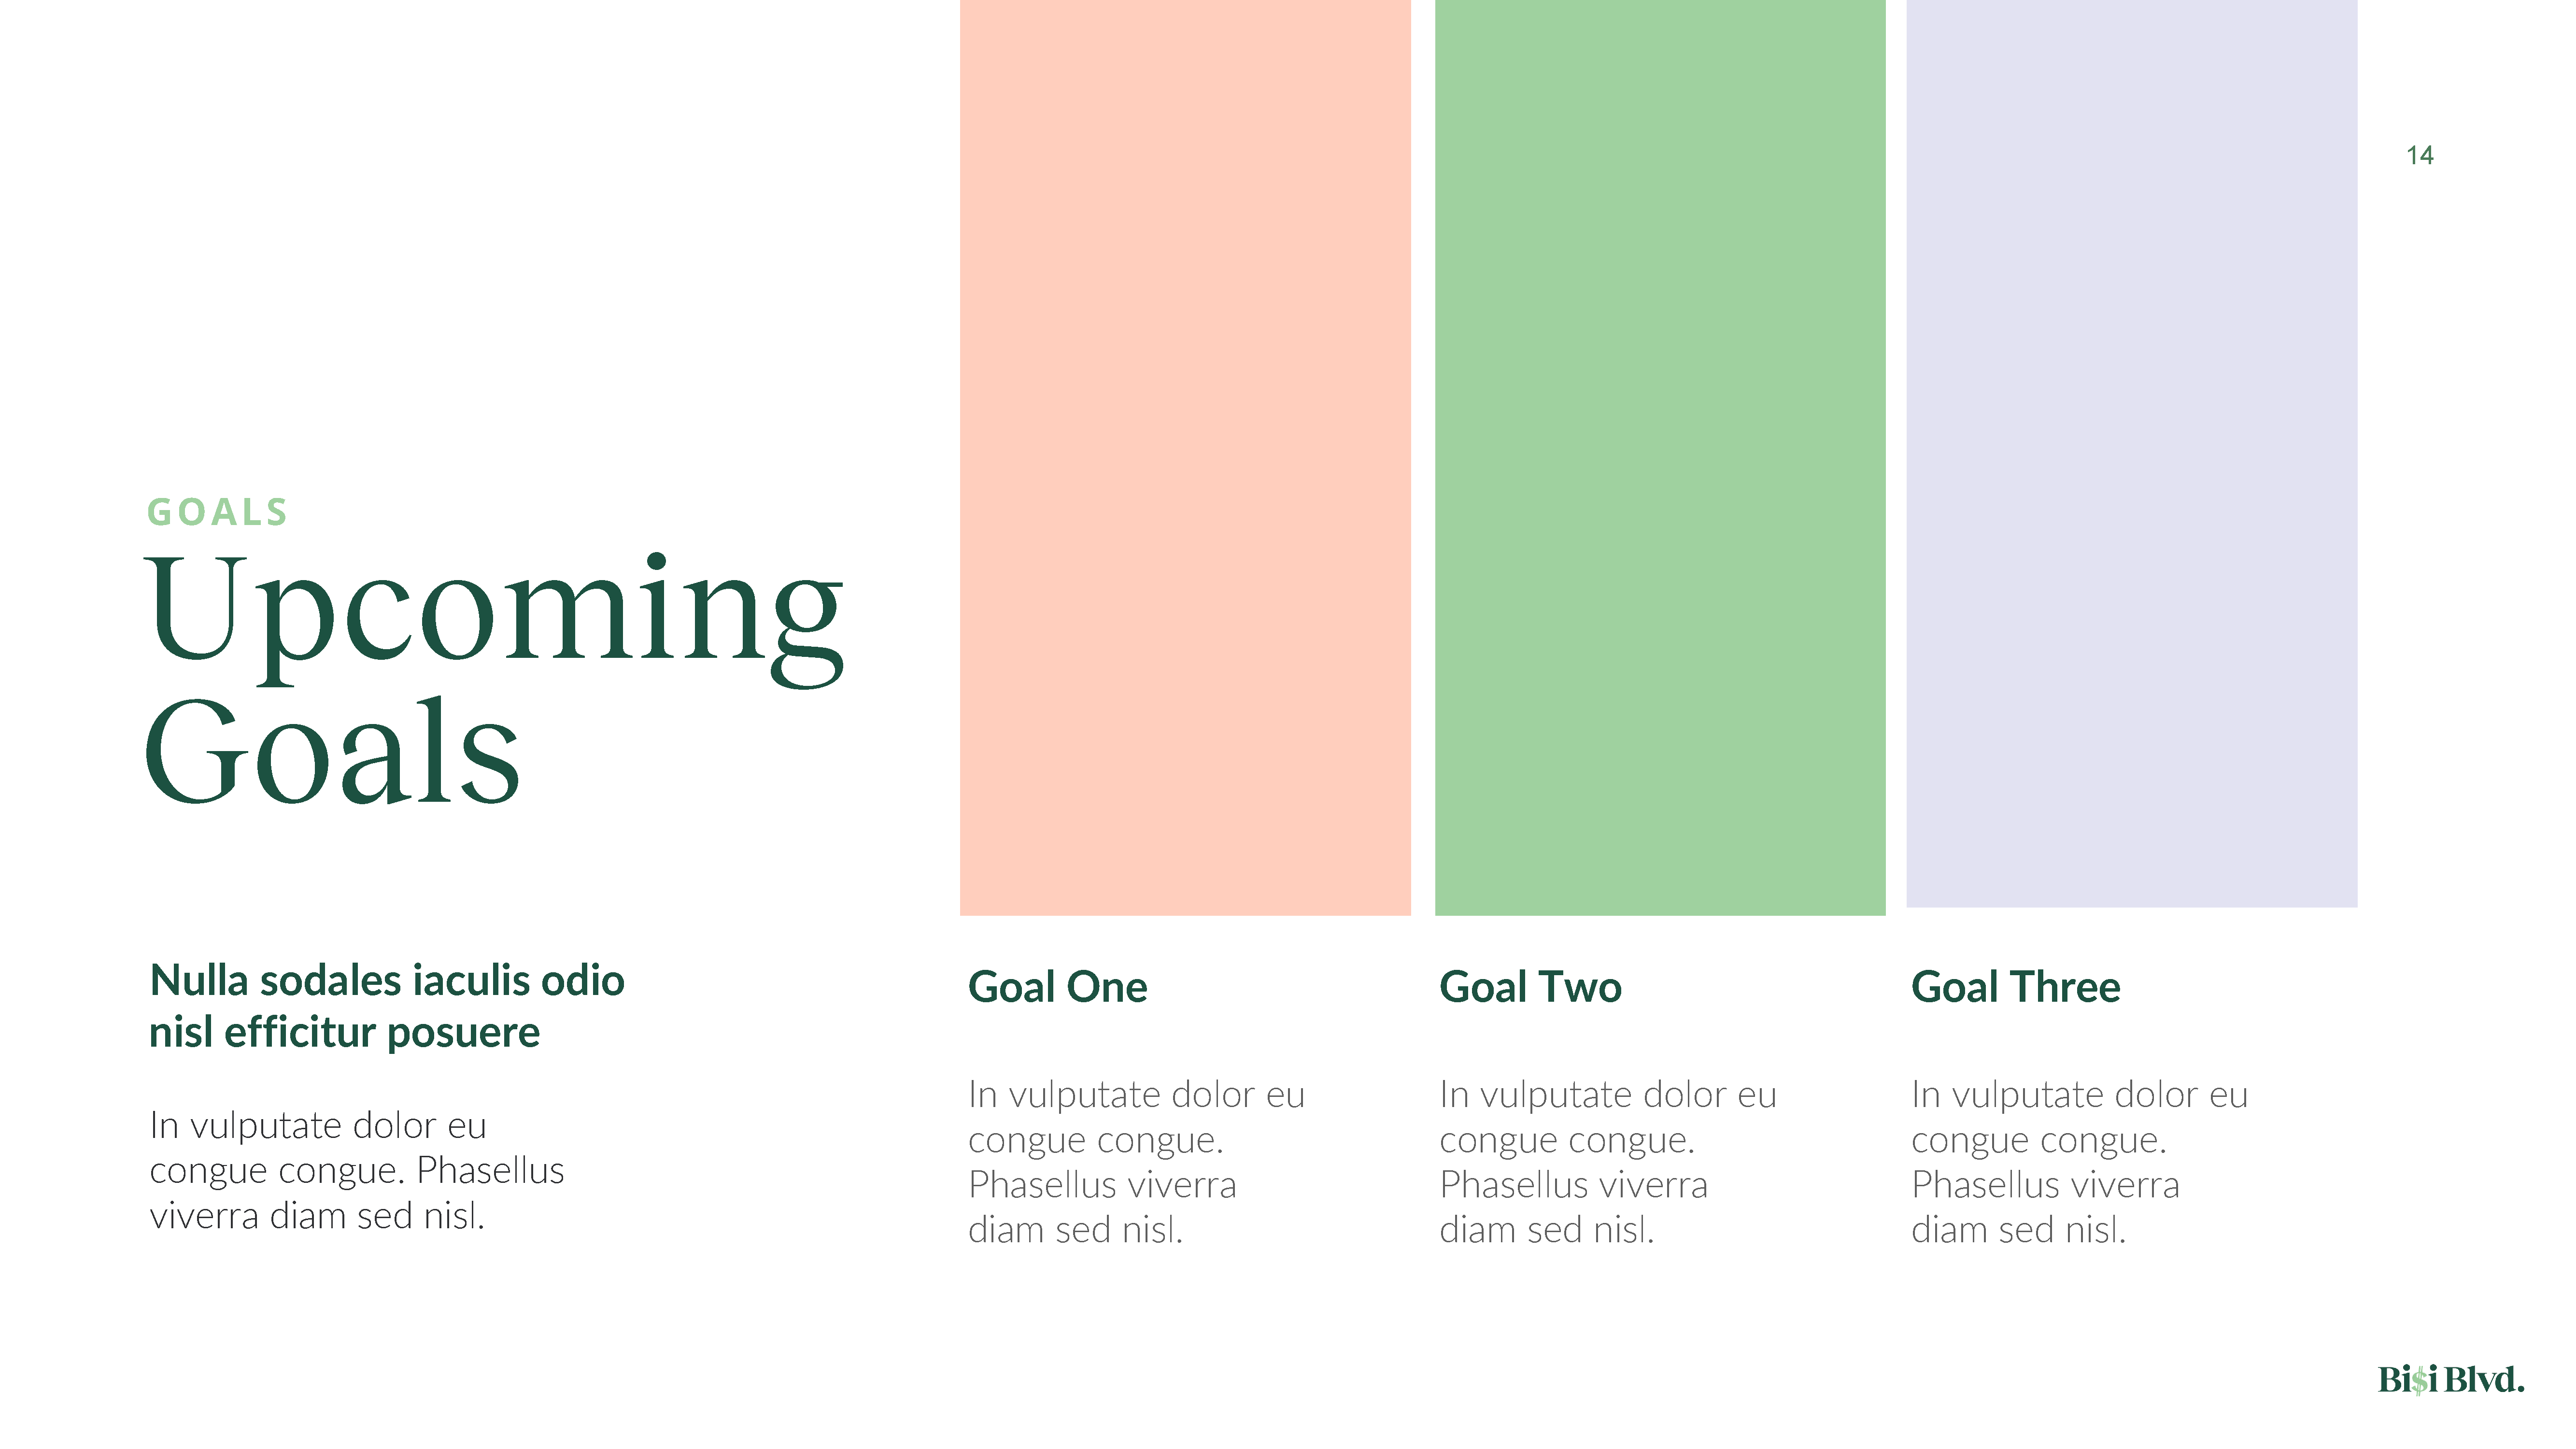 14
GOALS
Upcoming
Goals
Nulla sodales iaculis odio
nisl efficitur posuere
In vulputate dolor eu
congue congue. Phasellus
viverra diam sed nisl.
Goal One
In vulputate dolor eu
congue congue.
Phasellus viverra
diam sed nisl.
Goal Two
In vulputate dolor eu
congue congue.
Phasellus viverra
diam sed nisl.
Goal Three
In vulputate dolor eu
congue congue.
Phasellus viverra
diam sed nisl.
Bi$i Blvd.